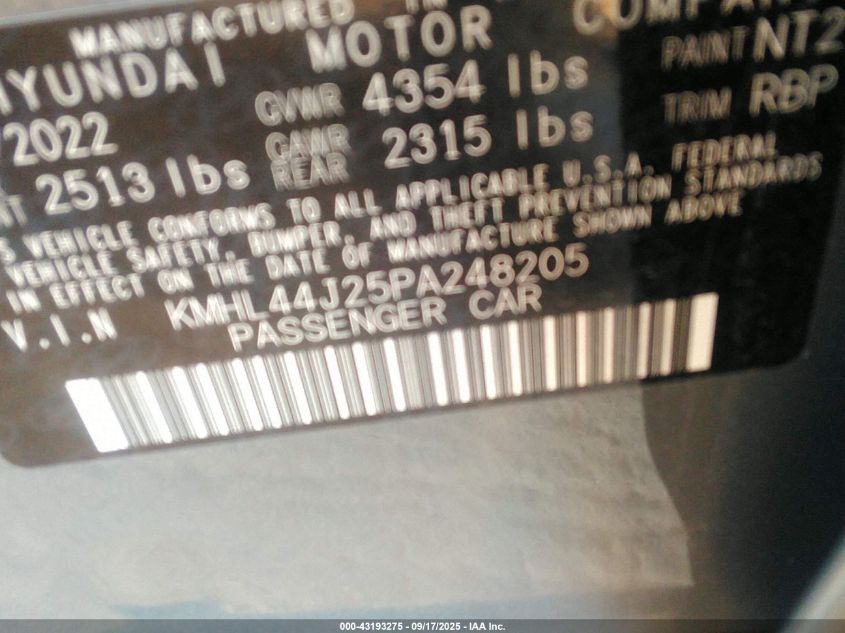 MANUFACTURED
HYUNDAI MOTOR COMPAN
/2022 GVWR 4354 lbs PAINT NT2
2513 lbs GAWR REAR 2315 lbs TRIM RBP
VEHICLE CONFORMS TO ALL APPLICABLE U.S.A. FEDERAL
VEHICLE SAFETY, BUMPER, AND THEFT PREVENTION STANDARDS
IN EFFECT ON THE DATE OF MANUFACTURE SHOWN ABOVE
V.I.N KMHL44J25PA248205
PASSENGER CAR
000-43193275 - 09/17/2025 - IAA Inc.